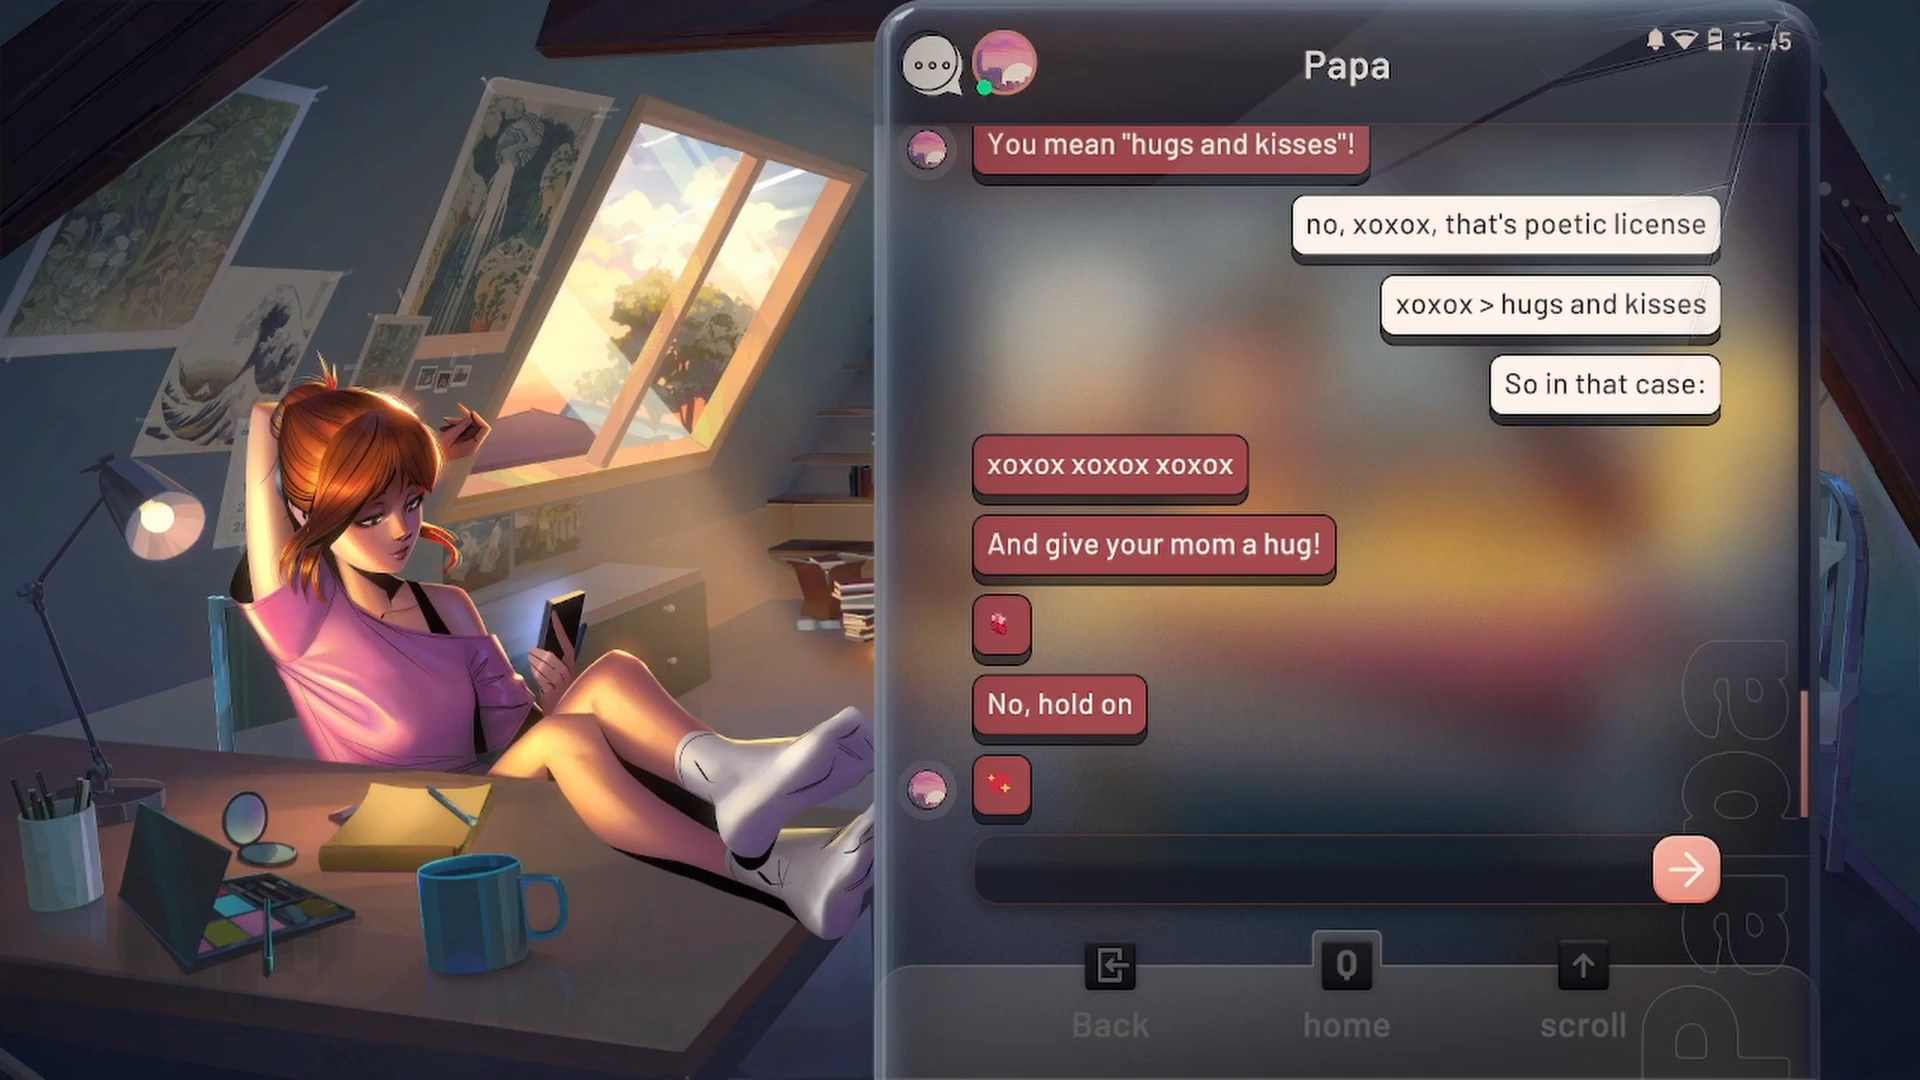 Papa
You mean "hugs and kisses"!
no, xoxox, that's poetic license
xoxox > hugs and kisses
So in that case:
xoxox xoxox xoxox
And give your mom a hug!
No, hold on
Q
Back
home
scroll
Papa